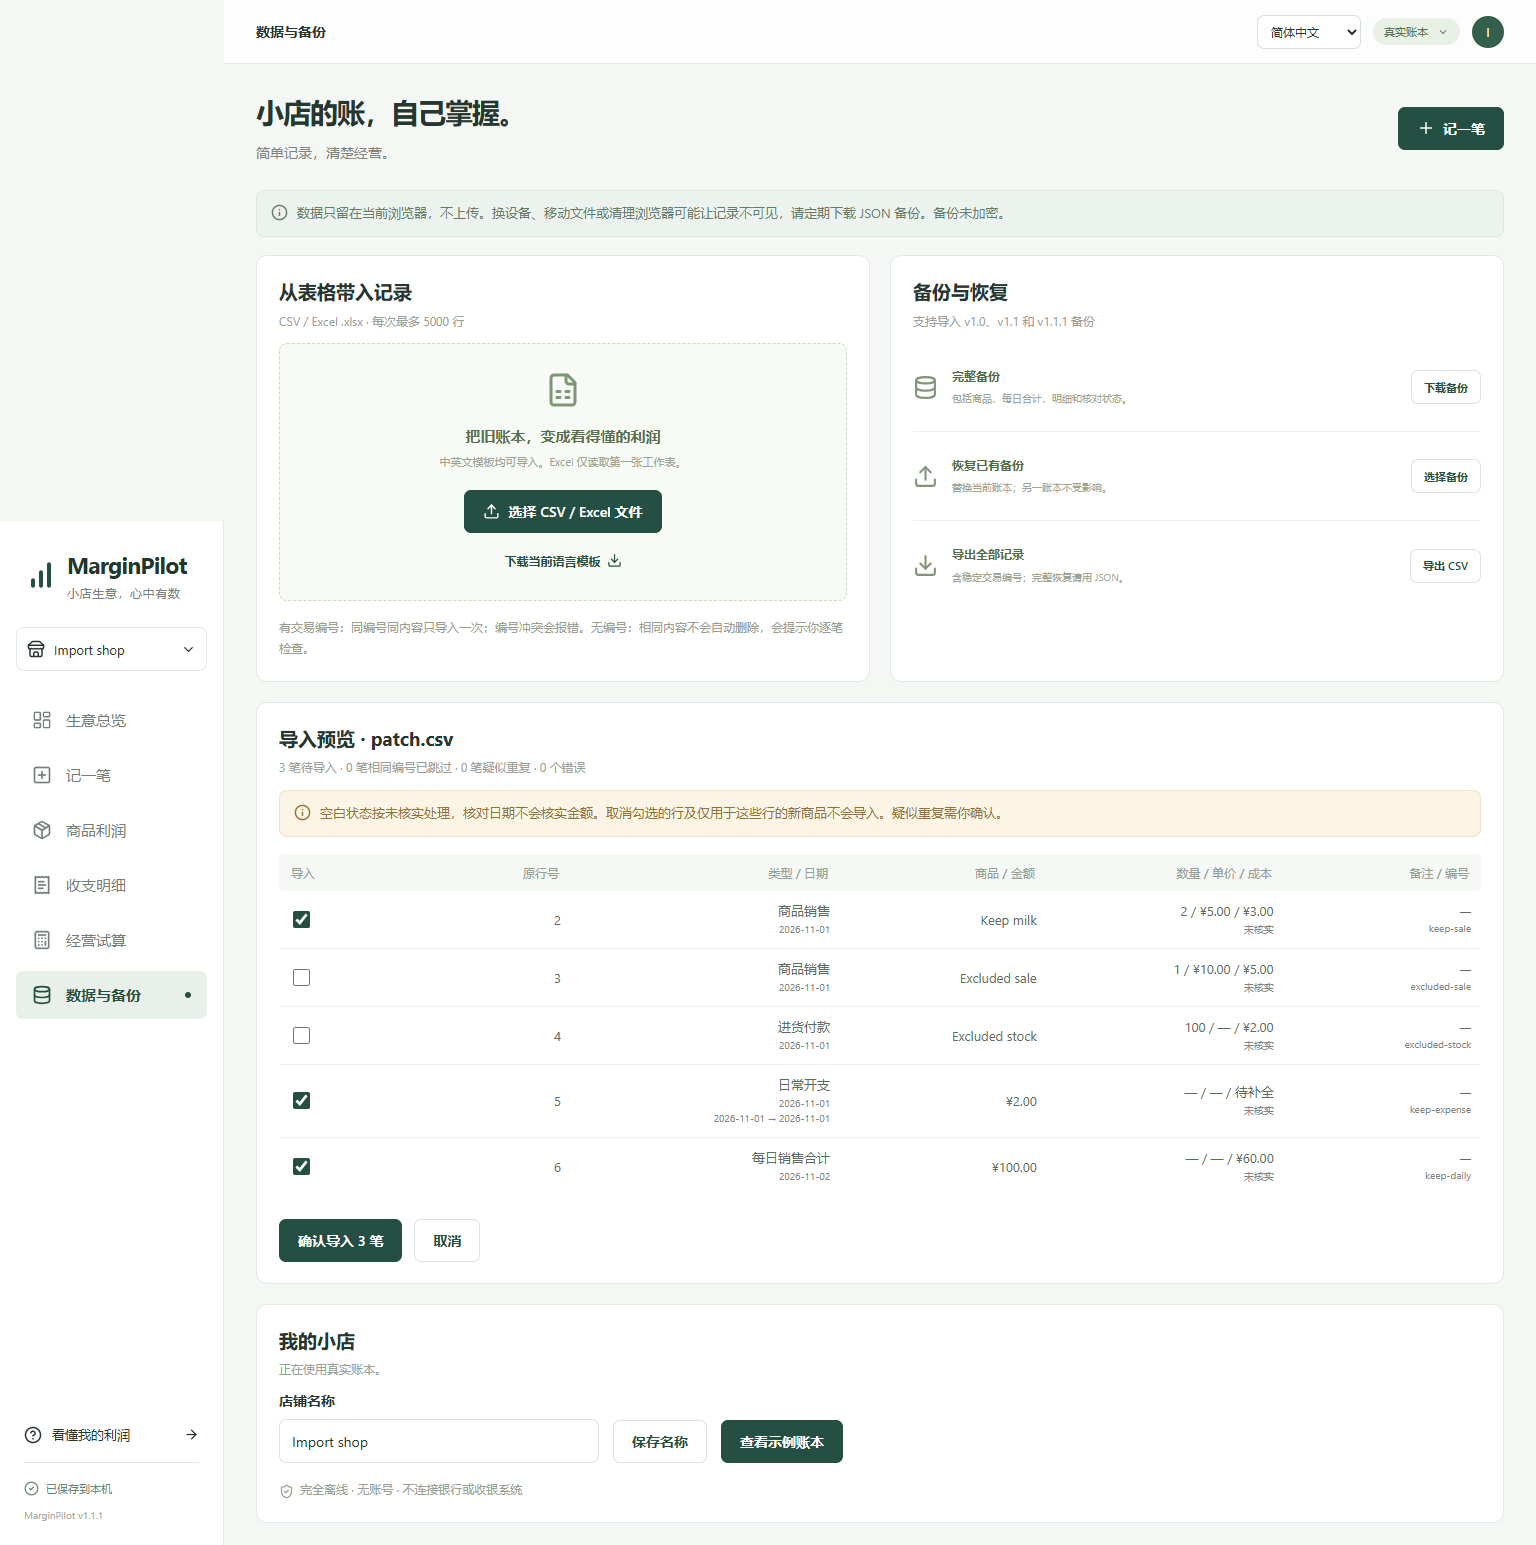 数据与备份
简体中文
真实账本
I
小店的账，自己掌握。
简单记录，清楚经营。
记一笔
数据只留在当前浏览器，不上传。换设备、移动文件或清理浏览器可能让记录不可见，请定期下载 JSON 备份。备份未加密。
从表格带入记录
CSV / Excel .xlsx · 每次最多 5000 行
把旧账本，变成看得懂的利润
中英文模板均可导入。Excel 仅读取第一张工作表。
选择 CSV / Excel 文件
下载当前语言模板
有交易编号：同编号同内容只导入一次；编号冲突会报错。无编号：相同内容不会自动删除，会提示你逐笔
检查。
备份与恢复
支持导入 v1.0、v1.1 和 v1.1.1 备份
完整备份
包括商品、每日合计、明细和核对状态。
下载备份
恢复已有备份
替换当前账本；另一账本不受影响。
选择备份
导出全部记录
含稳定交易编号；完整恢复请用 JSON。
导出 CSV
MarginPilot
小店生意，心中有数
Import shop
生意总览
记一笔
商品利润
收支明细
经营试算
数据与备份
看懂我的利润
已保存到本机
MarginPilot v1.1.1
导入预览 · patch.csv
3 笔待导入 · 0 笔相同编号已跳过 · 0 笔疑似重复 · 0 个错误
空白状态按未核实处理，核对日期不会核实金额。取消勾选的行及仅用于这些行的新商品不会导入。疑似重复需你确认。
导入 原行号 类型 / 日期 商品 / 金额 数量 / 单价 / 成本 备注 / 编号
2 商品销售 Keep milk 2 / ¥5.00 / ¥3.00 —
2026-11-01 未核实 keep-sale
3 商品销售 Excluded sale 1 / ¥10.00 / ¥5.00 —
2026-11-01 未核实 excluded-sale
4 进货付款 Excluded stock 100 / — / ¥2.00 —
2026-11-01 未核实 excluded-stock
5 日常开支 ¥2.00 — / — / 待补全 —
2026-11-01 未核实 keep-expense
2026-11-01 → 2026-11-01
6 每日销售合计 ¥100.00 — / — / ¥60.00 —
2026-11-02 未核实 keep-daily
确认导入 3 笔
取消
我的小店
正在使用真实账本。
店铺名称
Import shop
保存名称
查看示例账本
完全离线 · 无账号 · 不连接银行或收银系统